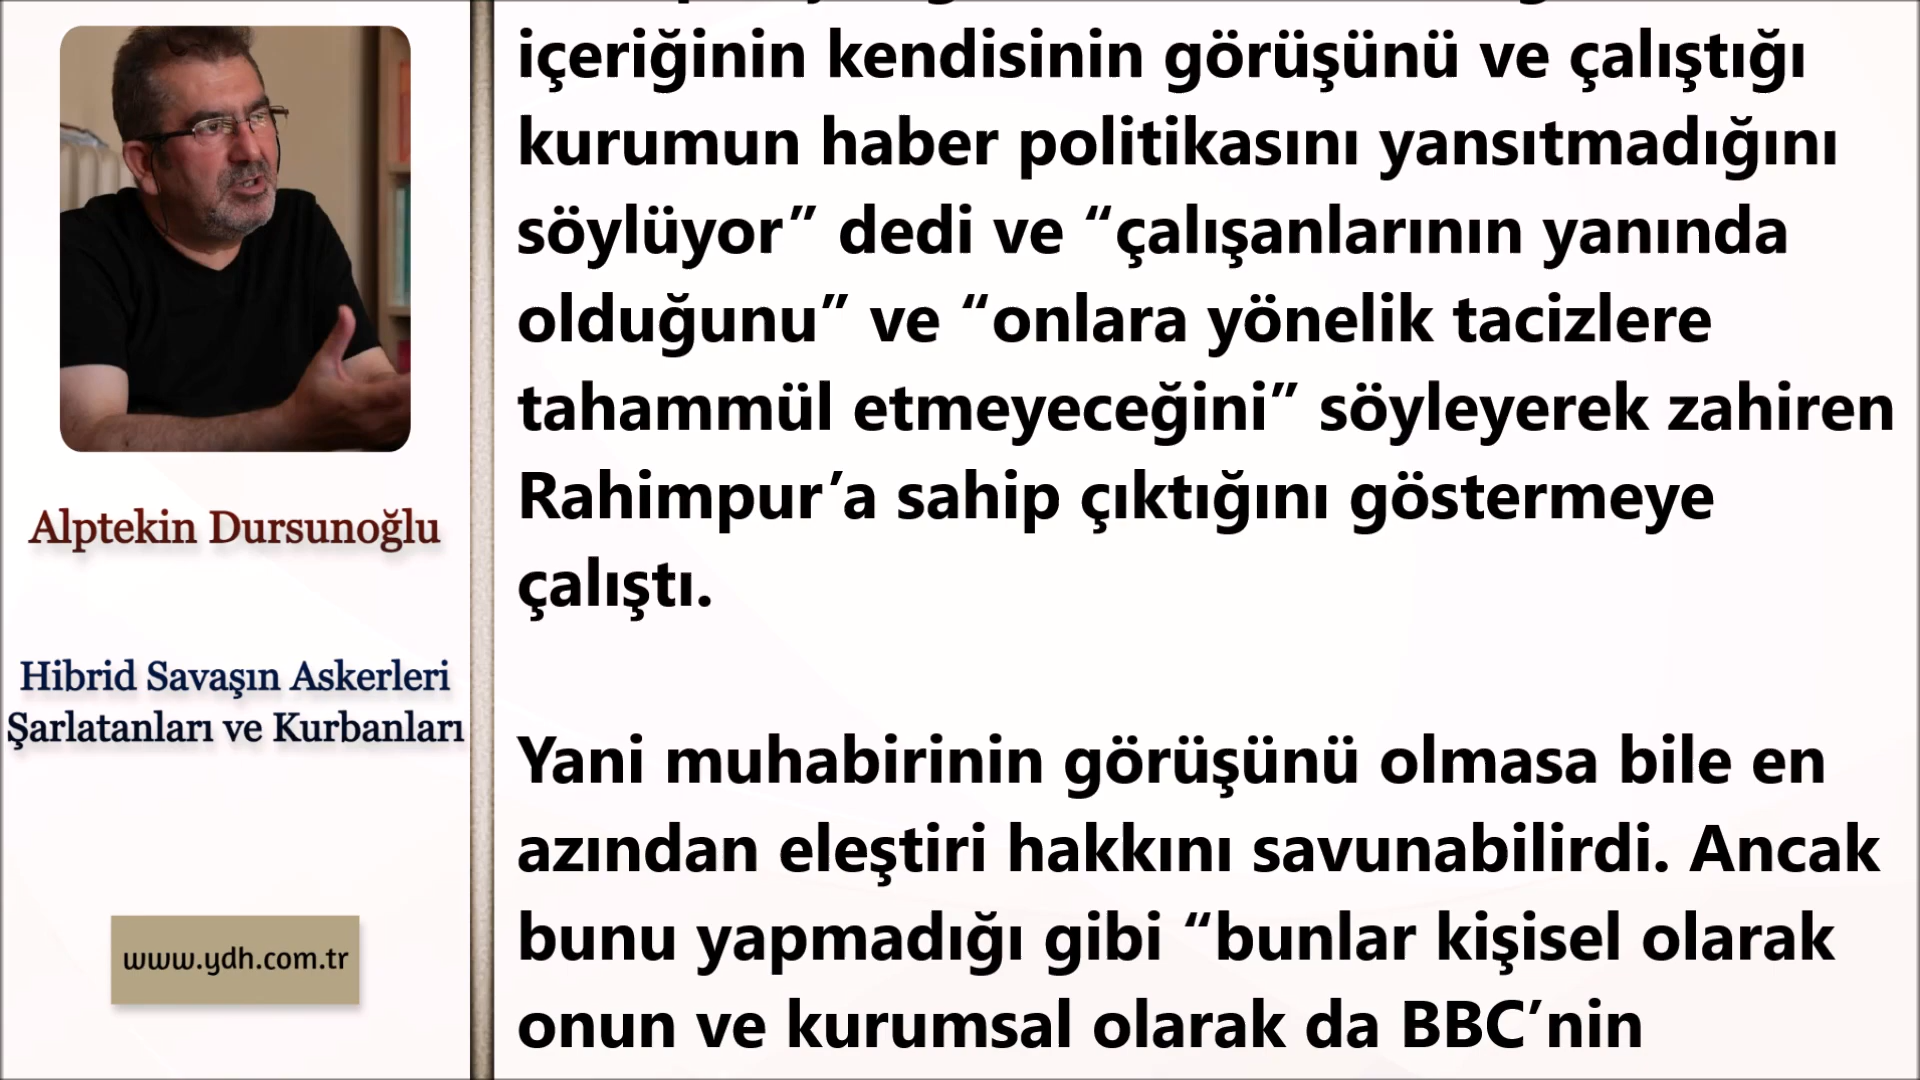 Alptekin Dursunoğlu
Hibrid Savaşın Askerleri
Şarlatanları ve Kurbanları
www.ydh.com.tr
içeriğinin kendisinin görüşünü ve çalıştığı
kurumun haber politikasını yansıtmadığını
söylüyor” dedi ve “çalışanlarının yanında
olduğunu” ve “onlara yönelik tacizlere
tahammül etmeyeceğini” söyleyerek zahiren
Rahimpur’a sahip çıktığını göstermeye
çalıştı.
Yani muhabirinin görüşünü olmasa bile en
azından eleştiri hakkını savunabilirdi. Ancak
bunu yapmadığı gibi “bunlar kişisel olarak
onun ve kurumsal olarak da BBC’nin